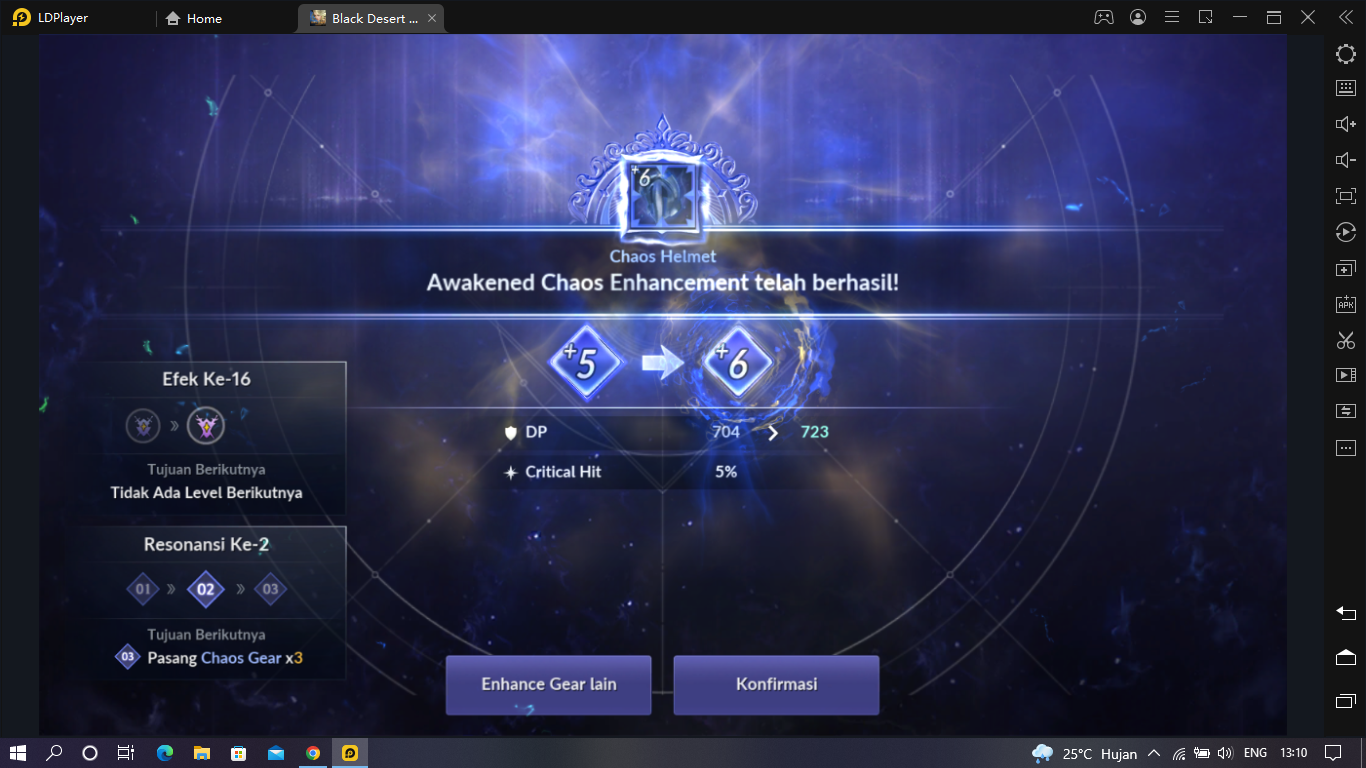 LDPlayer
Home
Black Desert ...
+6
Chaos Helmet
Awakened Chaos Enhancement telah berhasil!
+5
+6
Efek Ke-16
Tujuan Berikutnya
Tidak Ada Level Berikutnya
DP 704 723
Critical Hit 5%
Resonansi Ke-2
01 02 03
Tujuan Berikutnya
03 Pasang Chaos Gear x3
Enhance Gear lain
Konfirmasi
APK
25°C Hujan
ENG
13:10